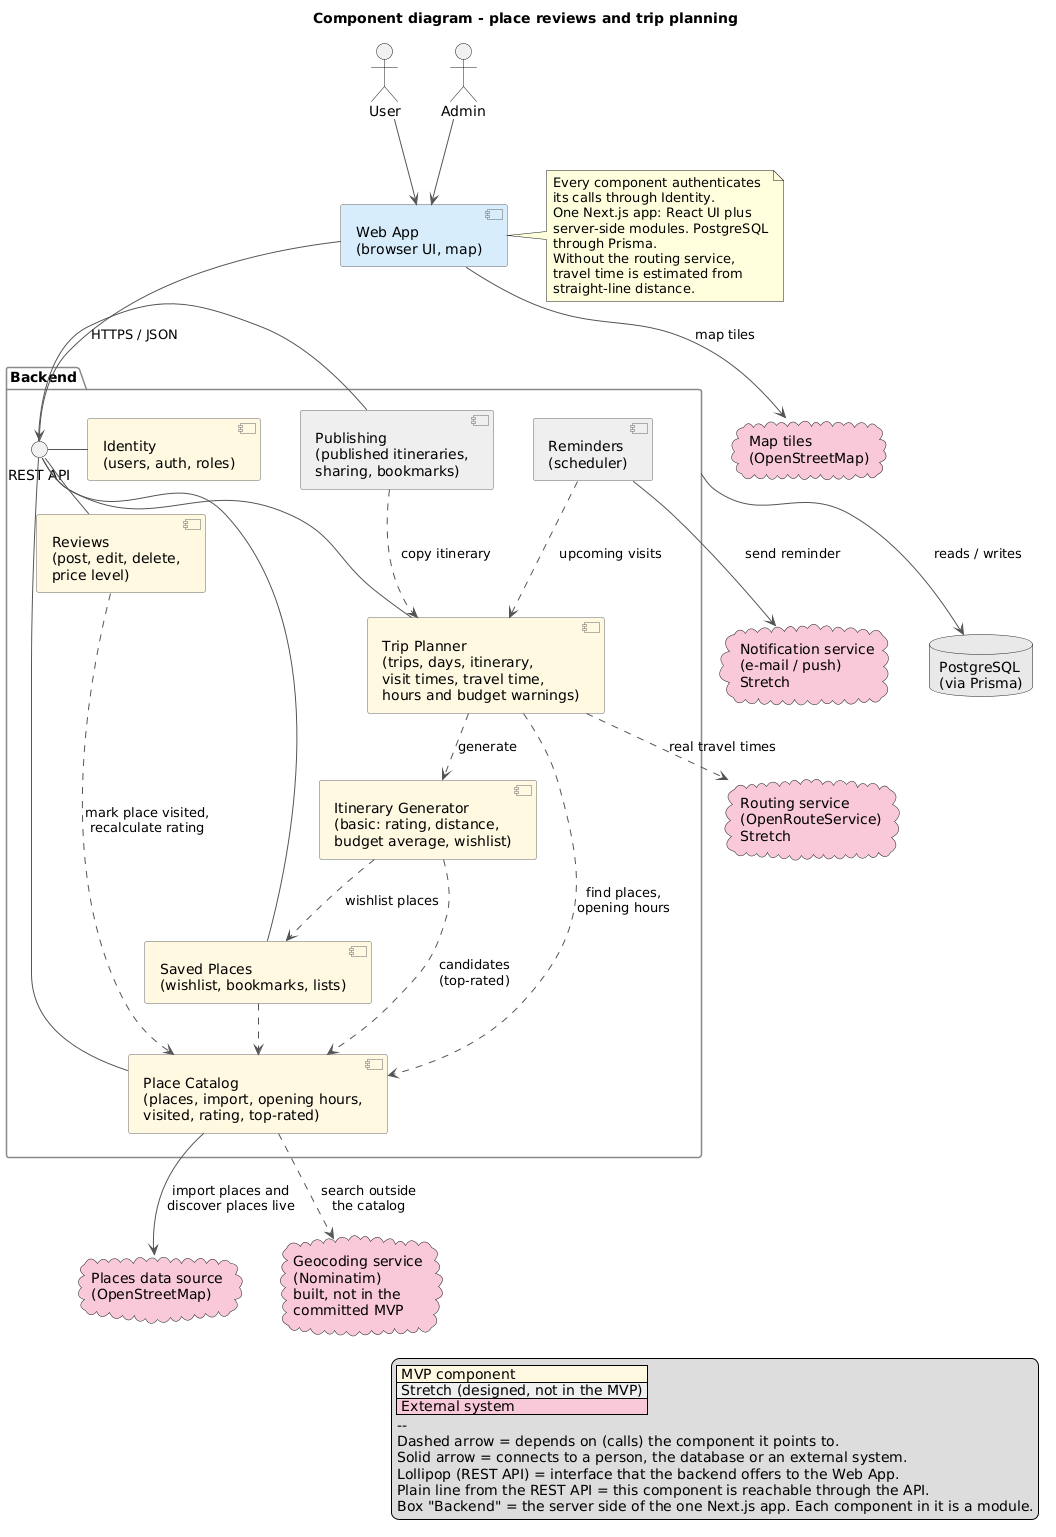 Component diagram - place reviews and trip planning
User
Admin
Web App
(browser UI, map)
Every component authenticates
its calls through Identity.
One Next.js app: React UI plus
server-side modules. PostgreSQL
through Prisma.
Without the routing service,
travel time is estimated from
straight-line distance.
HTTPS / JSON
map tiles
Backend
Identity
(users, auth, roles)
Publishing
(published itineraries,
sharing, bookmarks)
Reminders
(scheduler)
Map tiles
(OpenStreetMap)
REST API
Reviews
(post, edit, delete,
price level)
copy itinerary
upcoming visits
send reminder
reads / writes
Trip Planner
(trips, days, itinerary,
visit times, travel time,
hours and budget warnings)
Notification service
(e-mail / push)
Stretch
PostgreSQL
(via Prisma)
generate
real travel times
mark place visited,
recalculate rating
Itinerary Generator
(basic: rating, distance,
budget average, wishlist)
Routing service
(OpenRouteService)
Stretch
wishlist places
find places,
opening hours
Saved Places
(wishlist, bookmarks, lists)
candidates
(top-rated)
Place Catalog
(places, import, opening hours,
visited, rating, top-rated)
import places and
discover places live
search outside
the catalog
Places data source
(OpenStreetMap)
Geocoding service
(Nominatim)
built, not in the
committed MVP
MVP component
Stretch (designed, not in the MVP)
External system
--
Dashed arrow = depends on (calls) the component it points to.
Solid arrow = connects to a person, the database or an external system.
Lollipop (REST API) = interface that the backend offers to the Web App.
Plain line from the REST API = this component is reachable through the API.
Box "Backend" = the server side of the one Next.js app. Each component in it is a module.